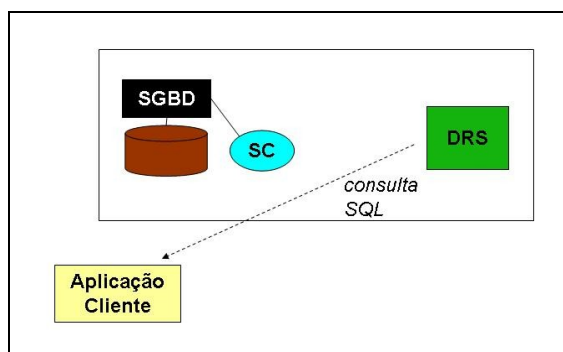 SGBD
SC
DRS
consulta
SQL
Aplicação
Cliente